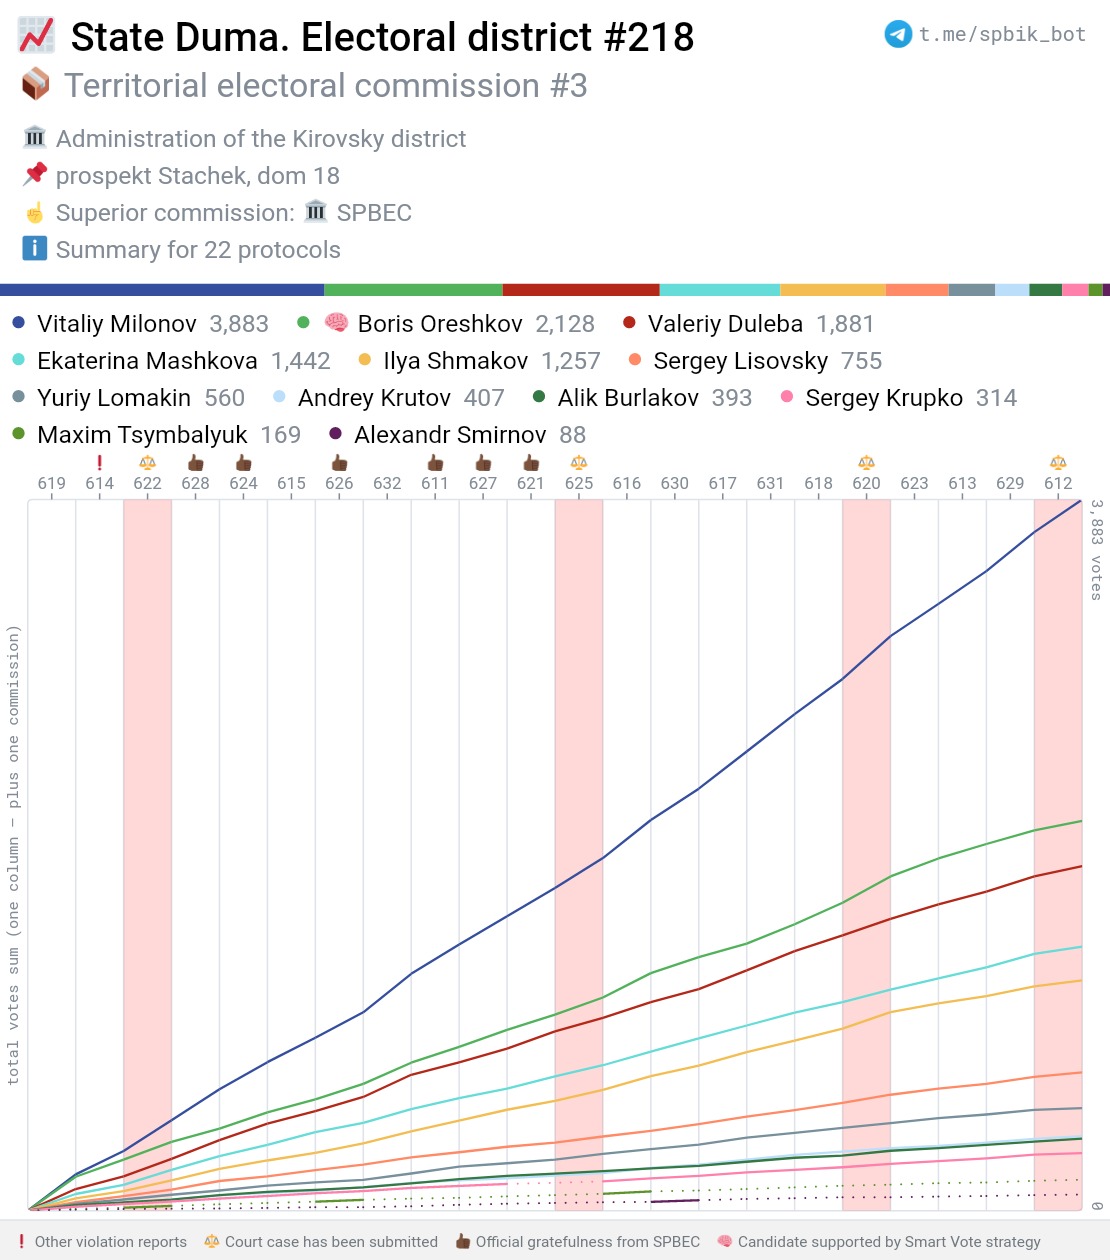 State Duma. Electoral district #218
t.me/spbik_bot
Territorial electoral commission #3
Administration of the Kirovsky district
prospekt Stachek, dom 18
Superior commission: SPBEC
Summary for 22 protocols
Vitaliy Milonov 3,883 Boris Oreshkov 2,128 Valeriy Duleba 1,881
Ekaterina Mashkova 1,442 Ilya Shmakov 1,257 Sergey Lisovsky 755
Yuriy Lomakin 560 Andrey Krutov 407 Alik Burlakov 393 Sergey Krupko 314
Maxim Tsymbalyuk 169 Alexandr Smirnov 88
619 614 622 628 624 615 626 632 611 627 621 625 616 630 617 631 618 620 623 613 629 612
3,883 votes
total votes sum (one column – plus one commission)
0
Other violation reports Court case has been submitted Official gratefulness from SPBEC Candidate supported by Smart Vote strategy